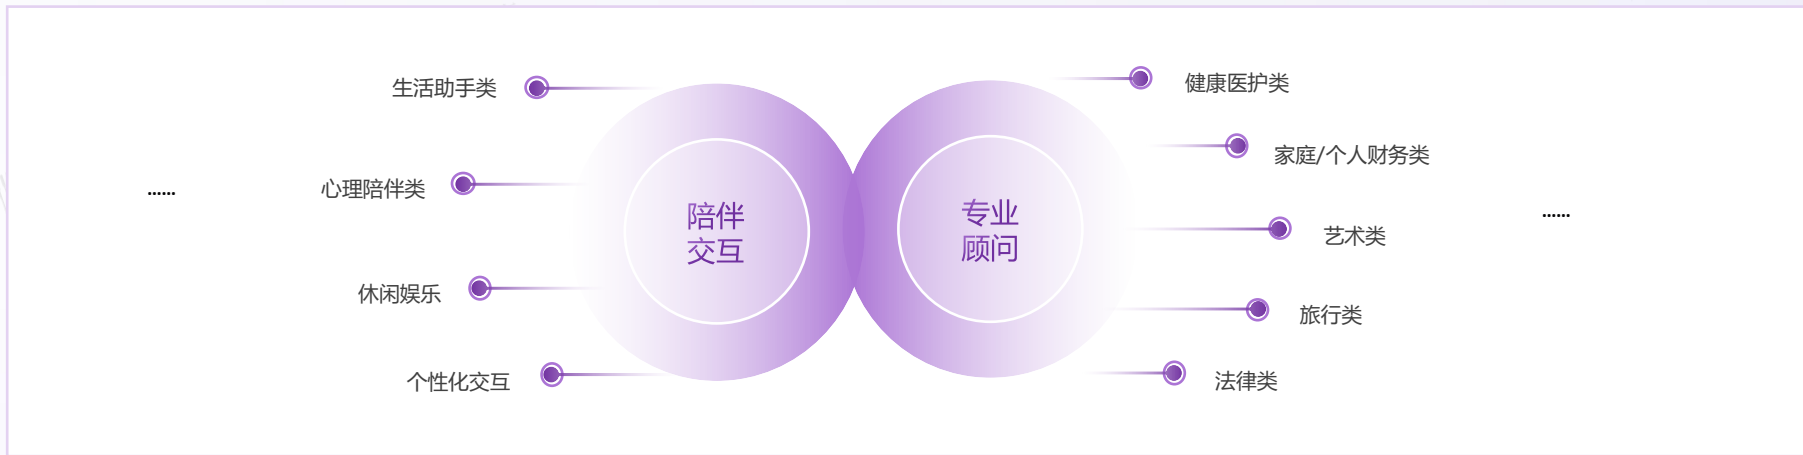 生活助手类
心理陪伴类
休闲娱乐
个性化交互
......
陪伴
交互
专业
顾问
健康医护类
家庭/个人财务类
艺术类
旅行类
法律类
......